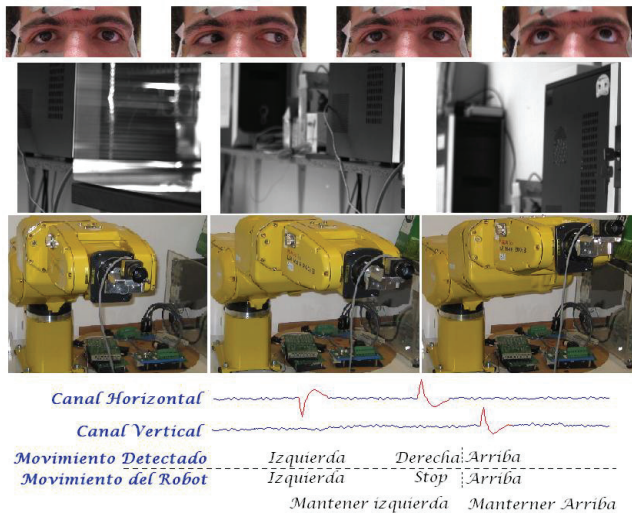 Canal Horizontal
Canal Vertical
Movimiento Detectado Izquierda Derecha Arriba
Movimiento del Robot Izquierda Stop Arriba
Mantener izquierda Manterner Arriba